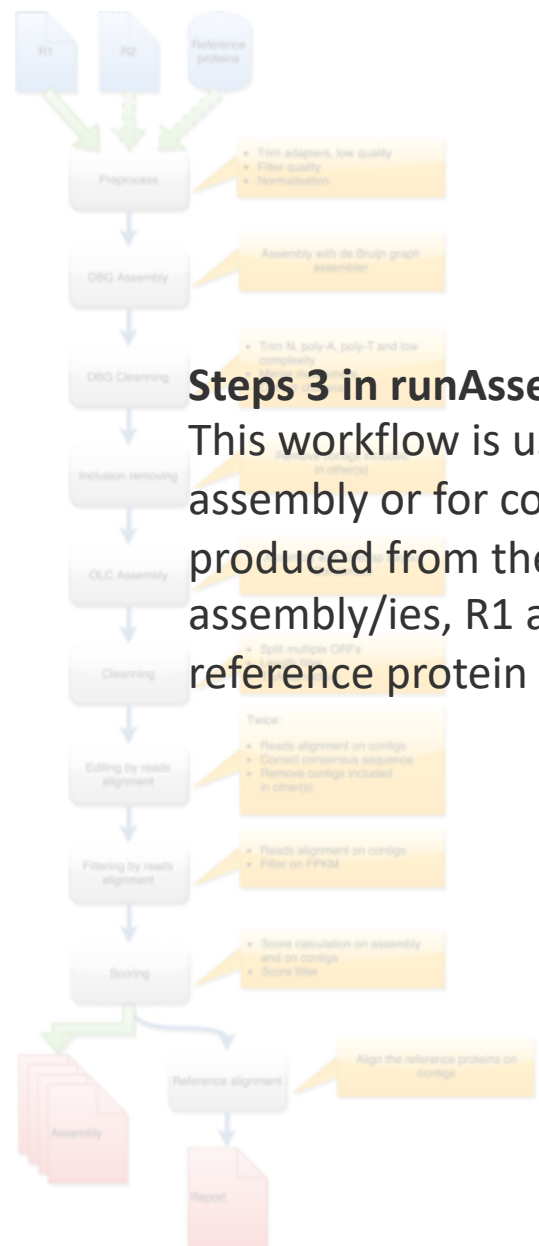 R1
R2
Reference
proteins
Preprocess
• Trim adapters, low quality
• Filter quality
• Normalisation
DBG Assembly
Assembly with de Bruijn graph
assembler
DBG Cleanning
• Trim N, poly-A, poly-T and low
complexity
Steps 3 in runAsse
This workflow is u
assembly or for co
produced from the
assembly/ies, R1 a
reference protein
Inclusion removing
in other(s)
OLC Assembly
Cleanning
• Split multiple ORFs
Editing by reads
alignment
Twice:
• Reads alignment on contigs
• Correct consensus sequence
• Remove contigs included
in other(s)
Filtering by reads
alignment
• Reads alignment on contigs
• Filter on FPKM
Scoring
• Score calculation on assembly
and on contigs
• Score filter
Reference alignment
Align the reference proteins on
contigs
Assembly
Report